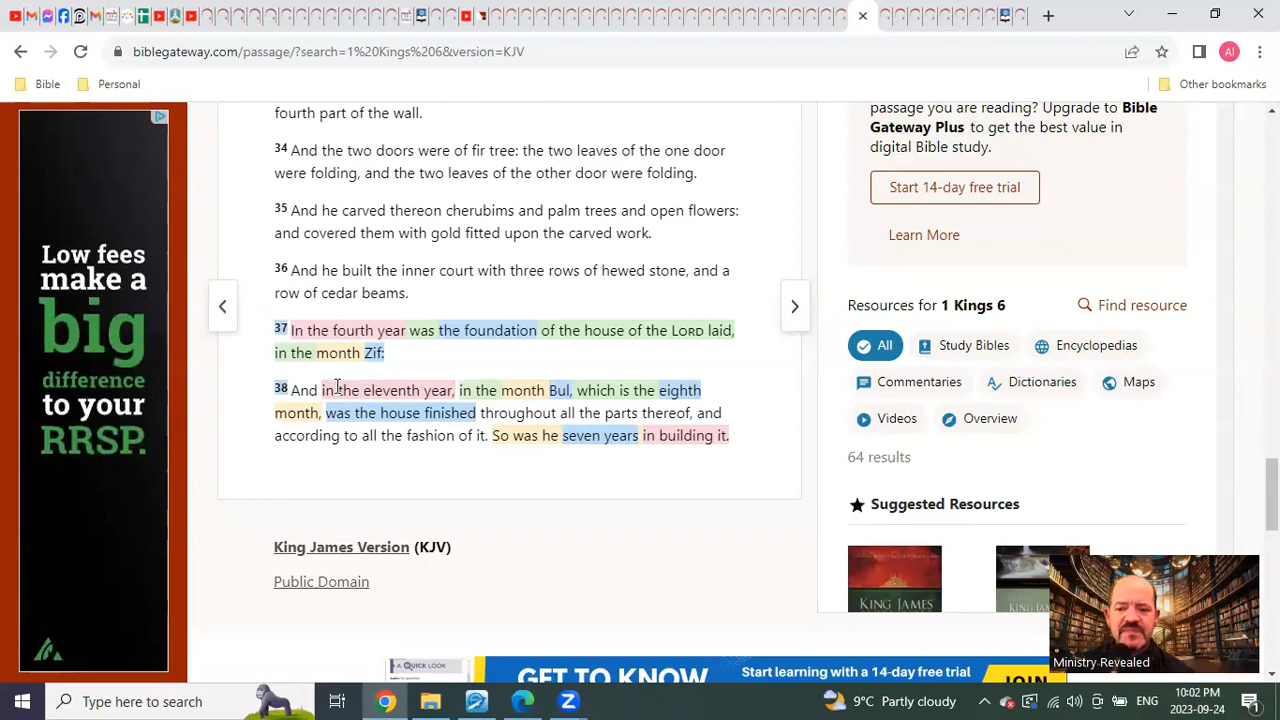 biblegateway.com/passage/?search=1%20Kings%206&version=KJV
AI
Bible
Personal
Other bookmarks
Low fees
make a
big
difference
to your
RRSP.
fourth part of the wall.
34 And the two doors were of fir tree: the two leaves of the one door
were folding, and the two leaves of the other door were folding.
35 And he carved thereon cherubims and palm trees and open flowers:
and covered them with gold fitted upon the carved work.
36 And he built the inner court with three rows of hewed stone, and a
row of cedar beams.
37 In the fourth year was the foundation of the house of the LORD laid,
in the month Zif:
38 And in the eleventh year, in the month Bul, which is the eighth
month, was the house finished throughout all the parts thereof, and
according to all the fashion of it. So was he seven years in building it.
King James Version (KJV)
Public Domain
passage you are reading? Upgrade to Bible
Gateway Plus to get the best value in
digital Bible study.
Start 14-day free trial
Learn More
Resources for 1 Kings 6
Find resource
All
Study Bibles
Encyclopedias
Commentaries
Dictionaries
Maps
Videos
Overview
64 results
Suggested Resources
KING JAMES
KING JAM
Ministry Revealed
A QUICK LOOK
GET TO KNOW
Start learning with a 14-day free trial
JOIN
Type here to search
9°C Partly cloudy
ENG
10:02 PM
2023-09-24